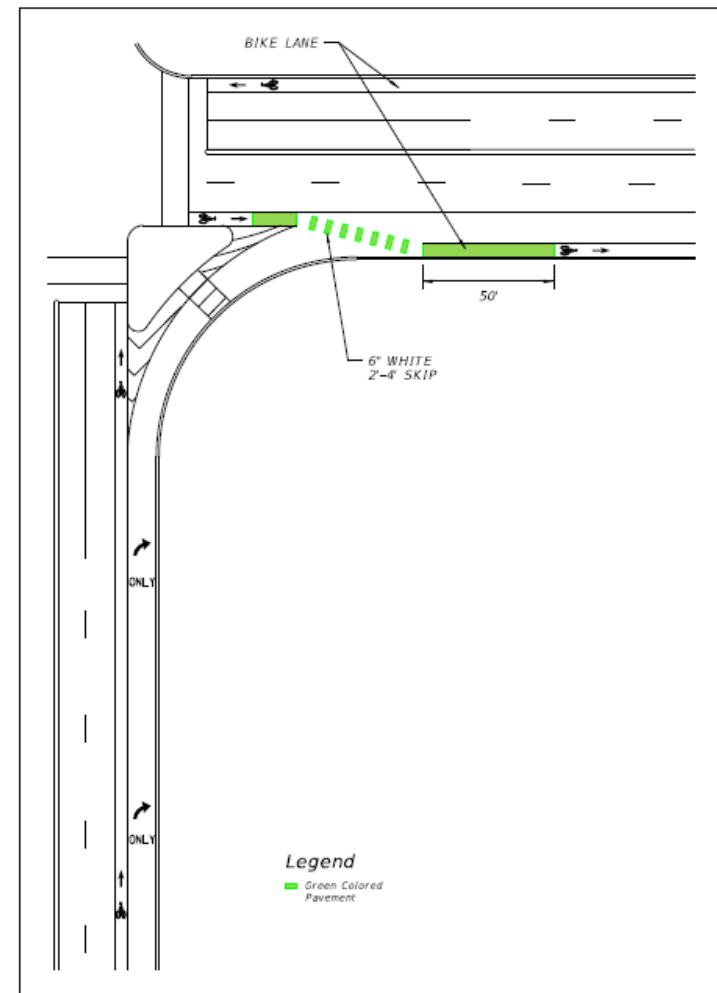 BIKE LANE
50'
6" WHITE
2'-4' SKIP
ONLY
ONLY
Legend
Green Colored
Pavement